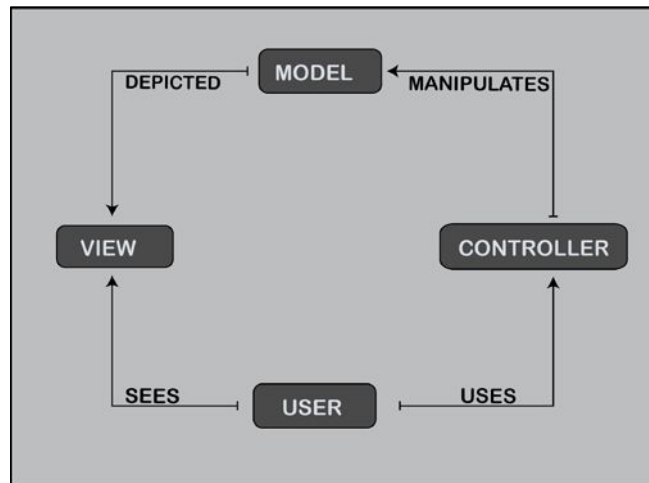 MODEL
DEPICTED
MANIPULATES
VIEW
CONTROLLER
SEES
USER
USES